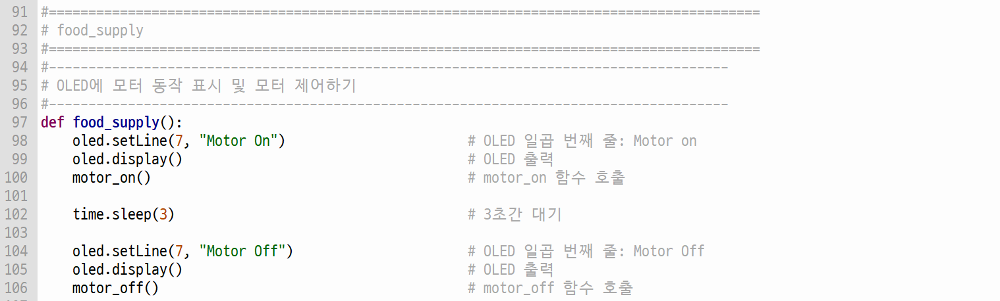 91 #==========================================================================================
92 # food_supply
93 #==========================================================================================
94 #--------------------------------------------------------------------------------------
95 # OLED에 모터 동작 표시 및 모터 제어하기
96 #--------------------------------------------------------------------------------------
97 def food_supply():
98     oled.setLine(7, "Motor On")                       # OLED 일곱 번째 줄: Motor on
99     oled.display()                                    # OLED 출력
100     motor_on()                                        # motor_on 함수 호출
101
102     time.sleep(3)                                     # 3초간 대기
103
104     oled.setLine(7, "Motor Off")                      # OLED 일곱 번째 줄: Motor Off
105     oled.display()                                    # OLED 출력
106     motor_off()                                       # motor_off 함수 호출